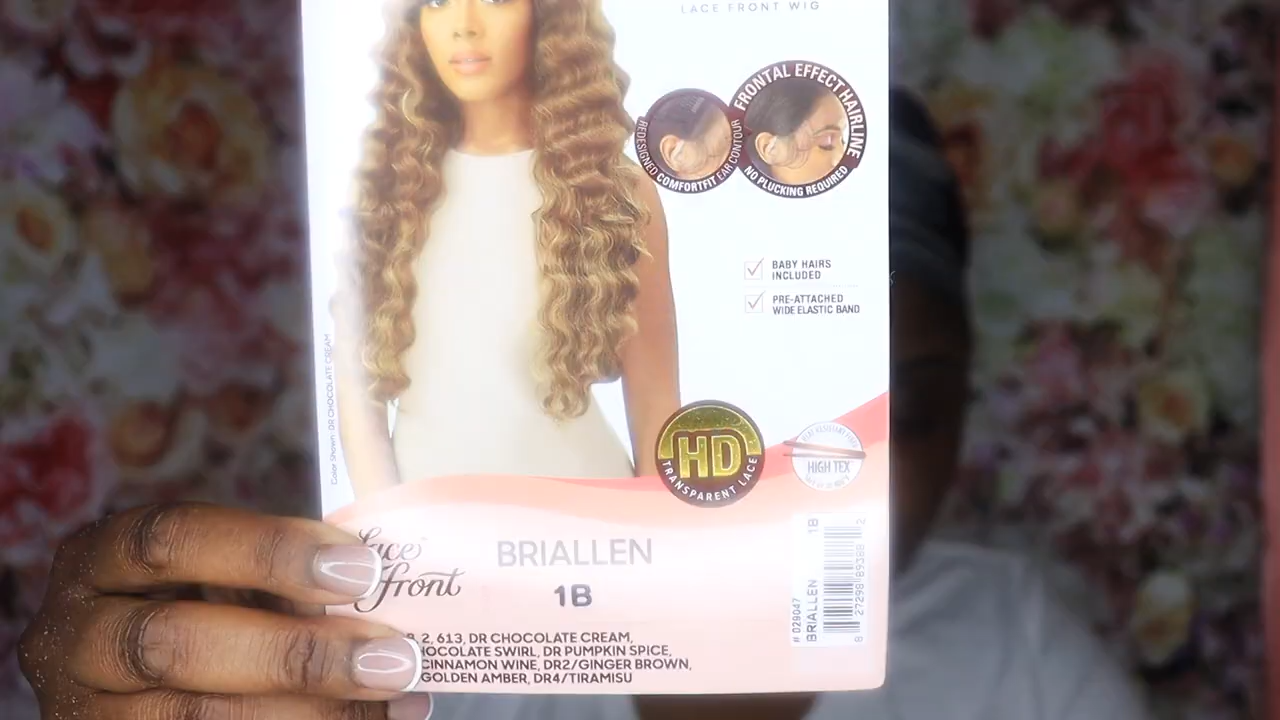 LACE FRONT WIG
REDESIGNED COMFORTFIT EAR CONTOUR
FRONTAL EFFECT HAIRLINE
NO PLUCKING REQUIRED
BABY HAIRS
INCLUDED
PRE-ATTACHED
WIDE ELASTIC BAND
Color Shown: DR CHOCOLATE CREAM
HD
TRANSPARENT LACE
HIGH TEX
Lace
front
BRIALLEN
1B
2, 613, DR CHOCOLATE CREAM,
HOCOLATE SWIRL, DR PUMPKIN SPICE,
CINNAMON WINE, DR2/GINGER BROWN,
GOLDEN AMBER, DR4/TIRAMISU
# 029047
BRIALLEN 1B